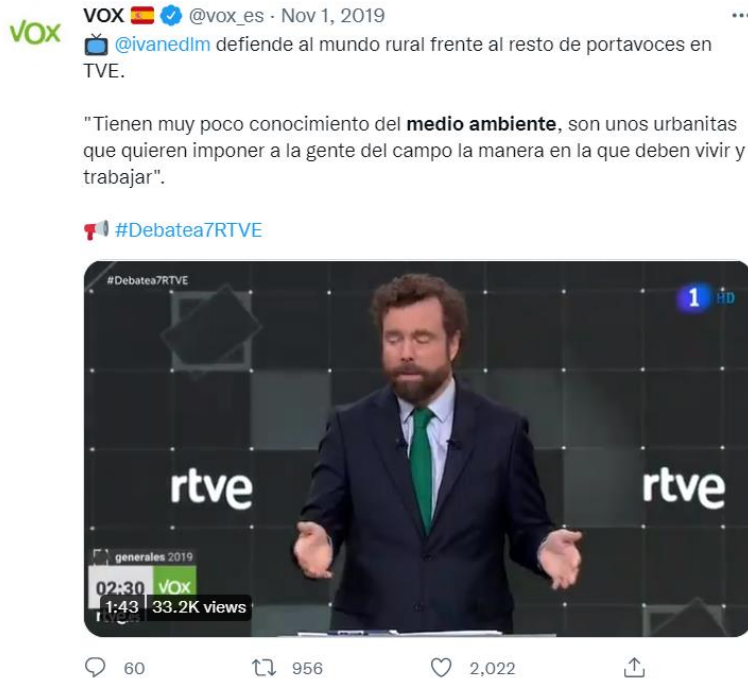 VOX
VOX @vox_es · Nov 1, 2019
@ivanedlm defiende al mundo rural frente al resto de portavoces en
TVE.
"Tienen muy poco conocimiento del medio ambiente, son unos urbanitas
que quieren imponer a la gente del campo la manera en la que deben vivir y
trabajar".
#Debatea7RTVE
#Debatea7RTVE
1 HD
rtve
rtve
generales 2019
02:30 VOX
1:43 33.2K views
60 956 2,022